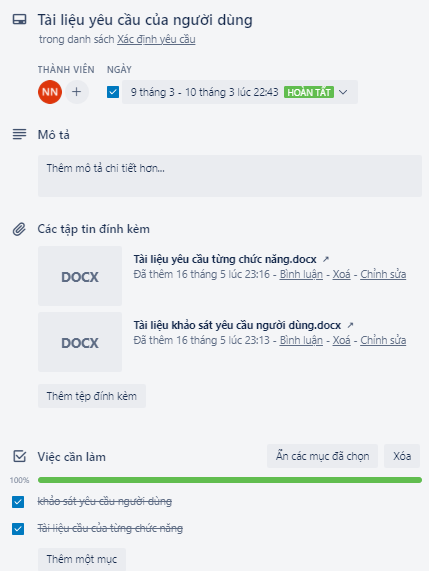 Tài liệu yêu cầu của người dùng
trong danh sách Xác định yêu cầu
THÀNH VIÊN NGÀY
NN + 9 tháng 3 - 10 tháng 3 lúc 22:43 HOÀN TẤT
Mô tả
Thêm mô tả chi tiết hơn...
Các tập tin đính kèm
DOCX
Tài liệu yêu cầu từng chức năng.docx ↗
Đã thêm 16 tháng 5 lúc 23:16 - Bình luận - Xoá - Chỉnh sửa
DOCX
Tài liệu khảo sát yêu cầu người dùng.docx ↗
Đã thêm 16 tháng 5 lúc 23:13 - Bình luận - Xoá - Chỉnh sửa
Thêm tệp đính kèm
Việc cần làm Ẩn các mục đã chọn Xóa
100%
khảo sát yêu cầu người dùng
Tài liệu cầu của từng chức năng
Thêm một mục